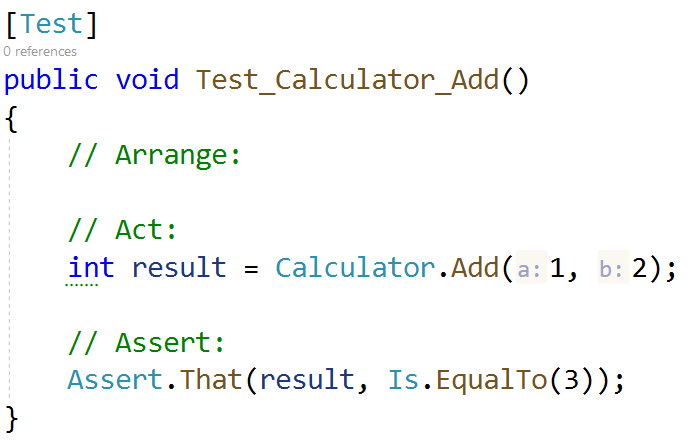 [Test]
0 references
public void Test_Calculator_Add()
{
// Arrange:
// Act:
int result = Calculator.Add(a: 1, b: 2);
// Assert:
Assert.That(result, Is.EqualTo(3));
}